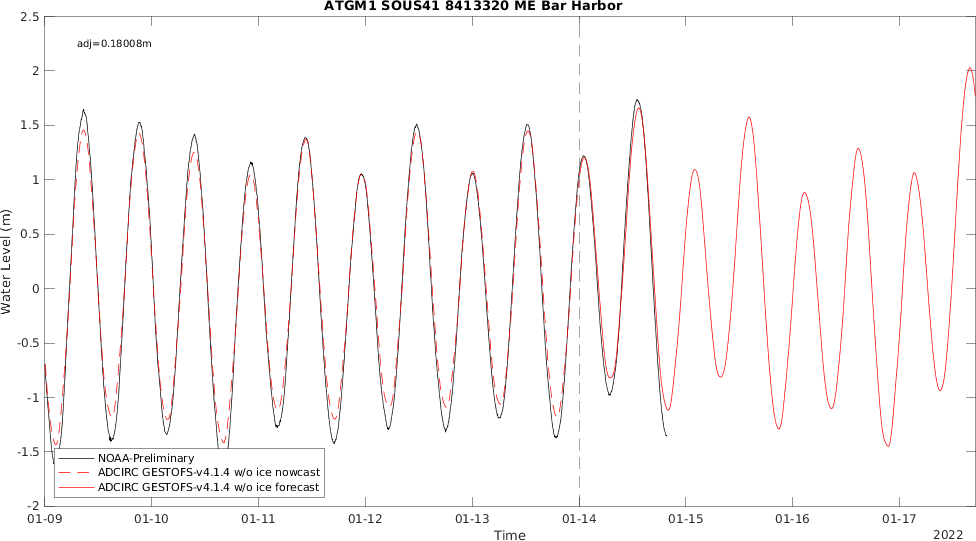 ATGM1 SOUS41 8413320 ME Bar Harbor
adj=0.18008m
2.5
2
1.5
1
0.5
0
-0.5
-1
-1.5
-2
Water Level (m)
NOAA-Preliminary
ADCIRC GESTOFS-v4.1.4 w/o ice nowcast
ADCIRC GESTOFS-v4.1.4 w/o ice forecast
01-09 01-10 01-11 01-12 01-13 01-14 01-15 01-16 01-17
Time
2022